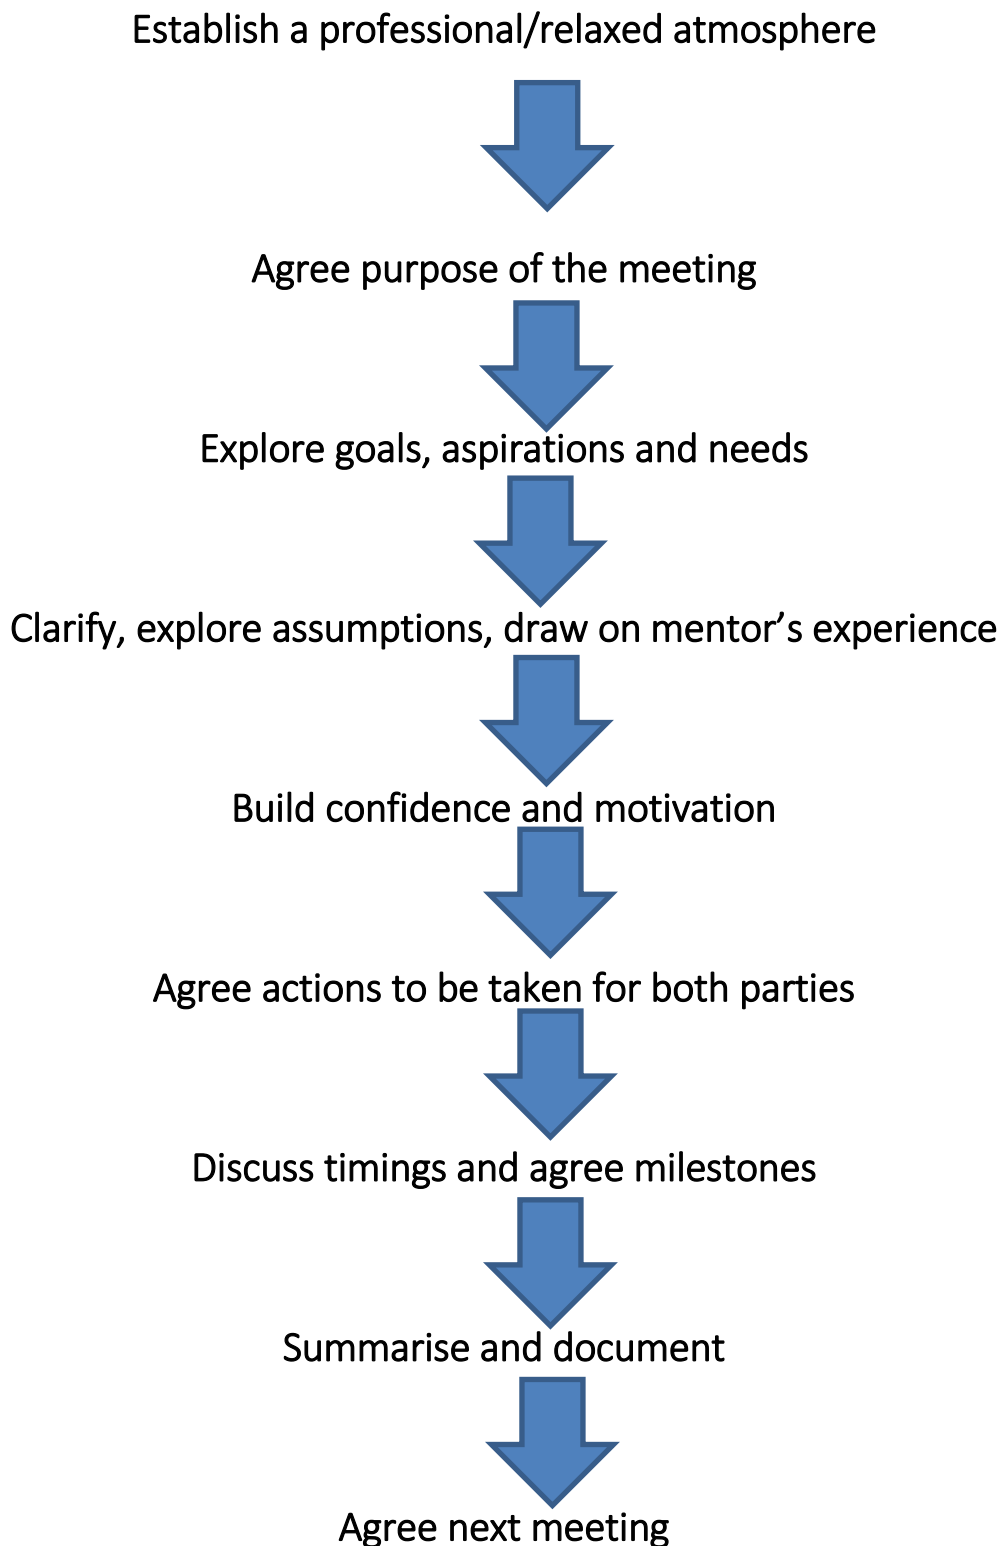 Establish a professional/relaxed atmosphere
Agree purpose of the meeting
Explore goals, aspirations and needs
Clarify, explore assumptions, draw on mentor’s experience
Build confidence and motivation
Agree actions to be taken for both parties
Discuss timings and agree milestones
Summarise and document
Agree next meeting